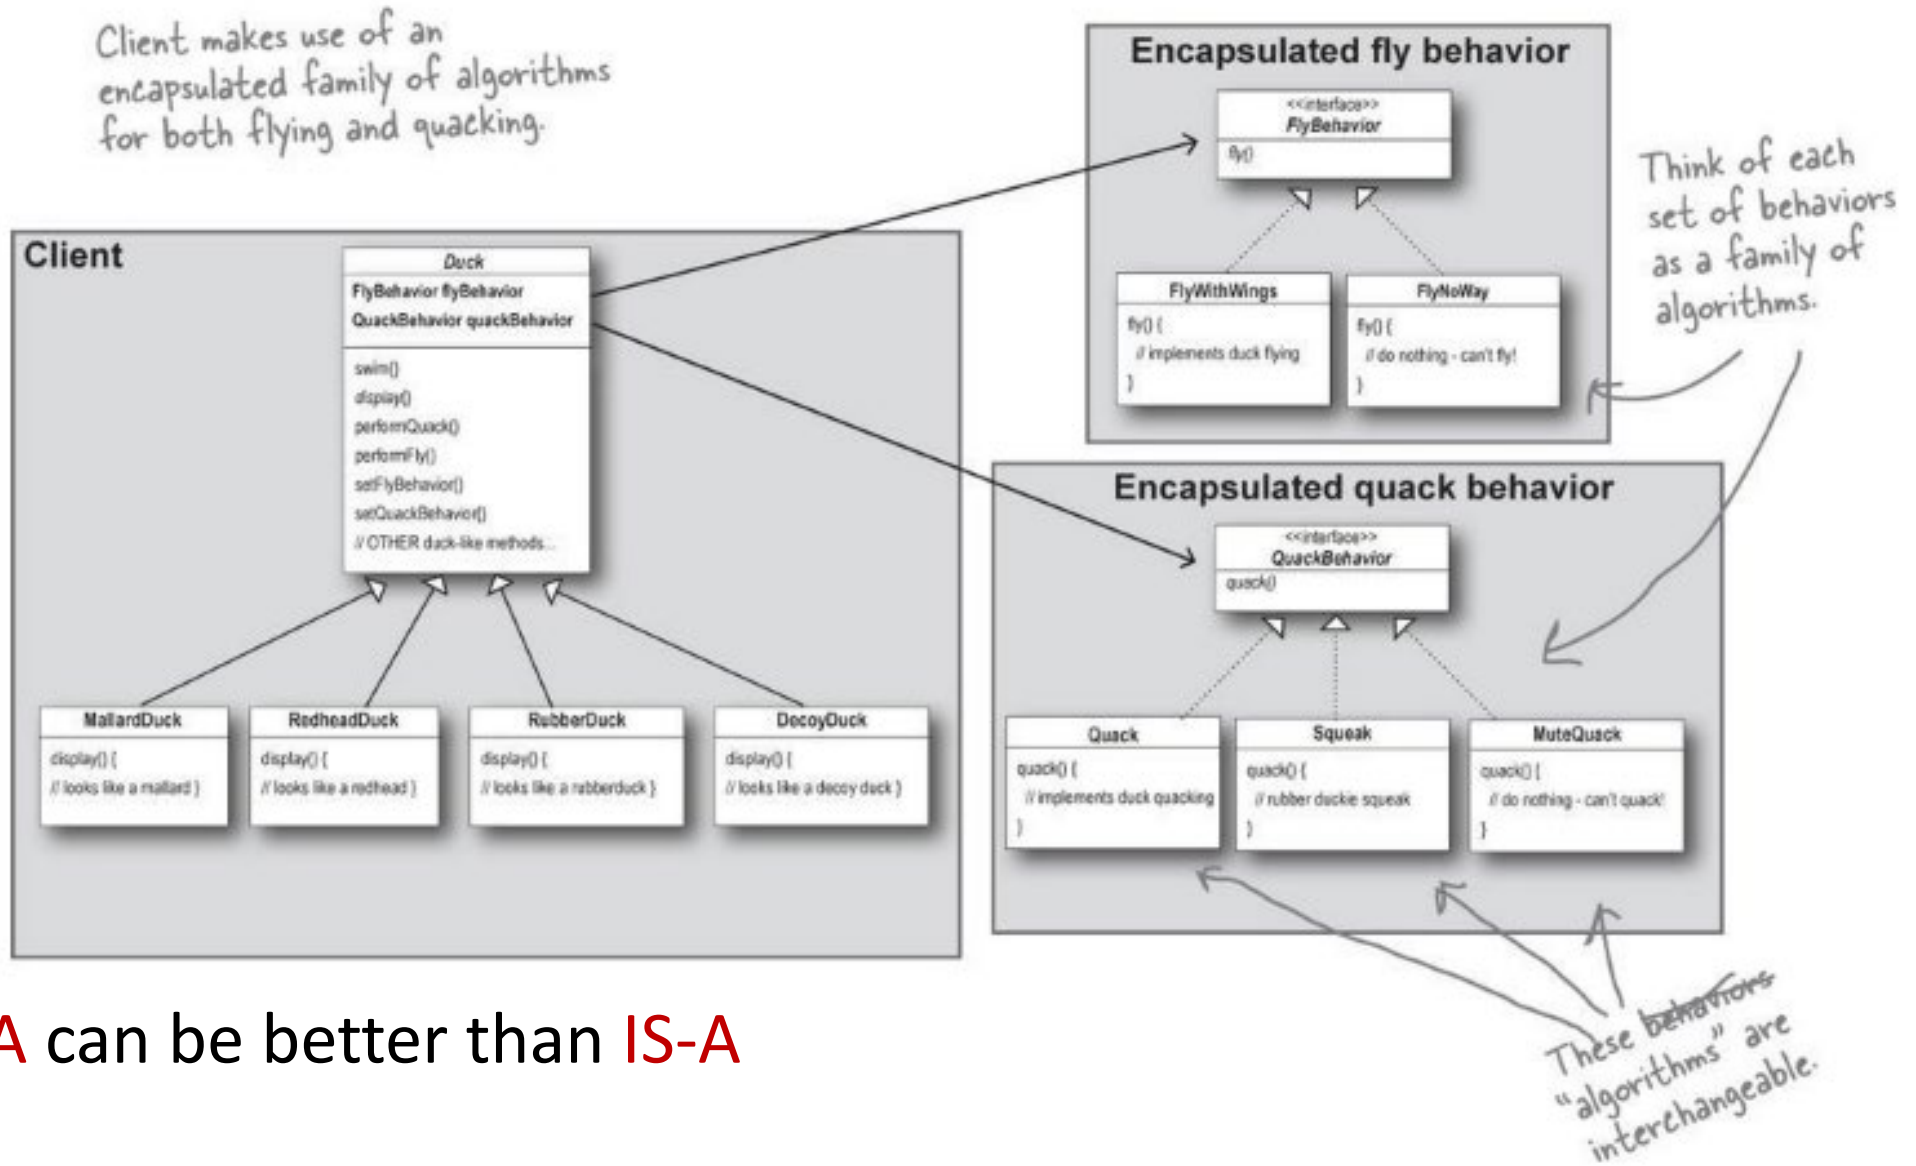 Client makes use of an
encapsulated family of algorithms
for both flying and quacking.
Encapsulated fly behavior
<<interface>>
FlyBehavior
fly()
FlyWithWings
fly() {
// implements duck flying
}
FlyNoWay
fly() {
// do nothing - can't fly!
}
Think of each
set of behaviors
as a family of
algorithms.
Client
Duck
FlyBehavior flyBehavior
QuackBehavior quackBehavior
swim()
display()
performQuack()
performFly()
setFlyBehavior()
setQuackBehavior()
// OTHER duck-like methods...
MallardDuck
display() {
// looks like a mallard }
RedheadDuck
display() {
// looks like a redhead }
RubberDuck
display() {
// looks like a rubberduck }
DecoyDuck
display() {
// looks like a decoy duck }
Encapsulated quack behavior
<<interface>>
QuackBehavior
quack()
Quack
quack() {
// implements duck quacking
}
Squeak
quack() {
// rubber duckie squeak
}
MuteQuack
quack() {
// do nothing - can't quack!
}
These behaviors
"algorithms" are
interchangeable.
A can be better than IS-A